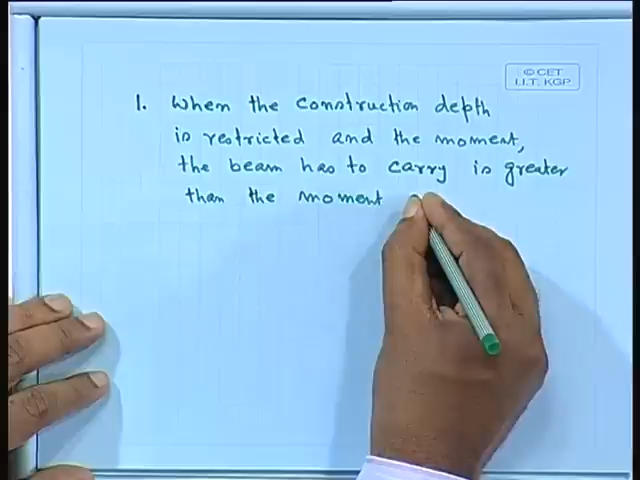 © CET
I.I.T. KGP
1. When the construction depth
is restricted and the moment,
the beam has to carry is greater
than the moment